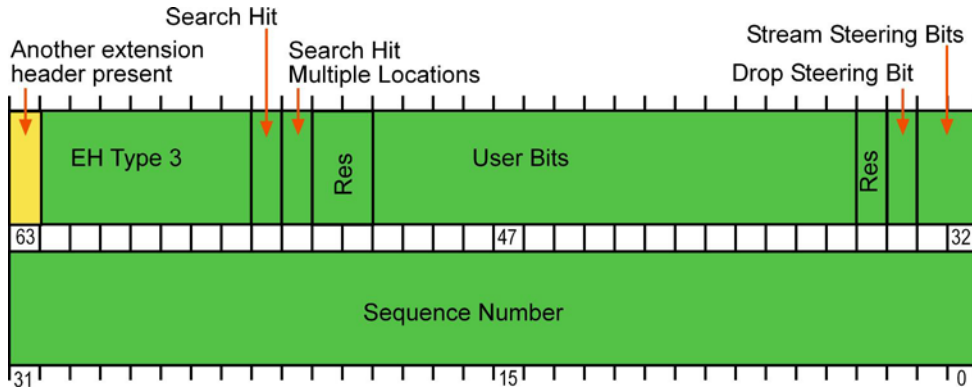 Search Hit
Another extension
header present
Search Hit
Multiple Locations
Stream Steering Bits
Drop Steering Bit
EH Type 3
Res
User Bits
Res
63
47
32
Sequence Number
31
15
0